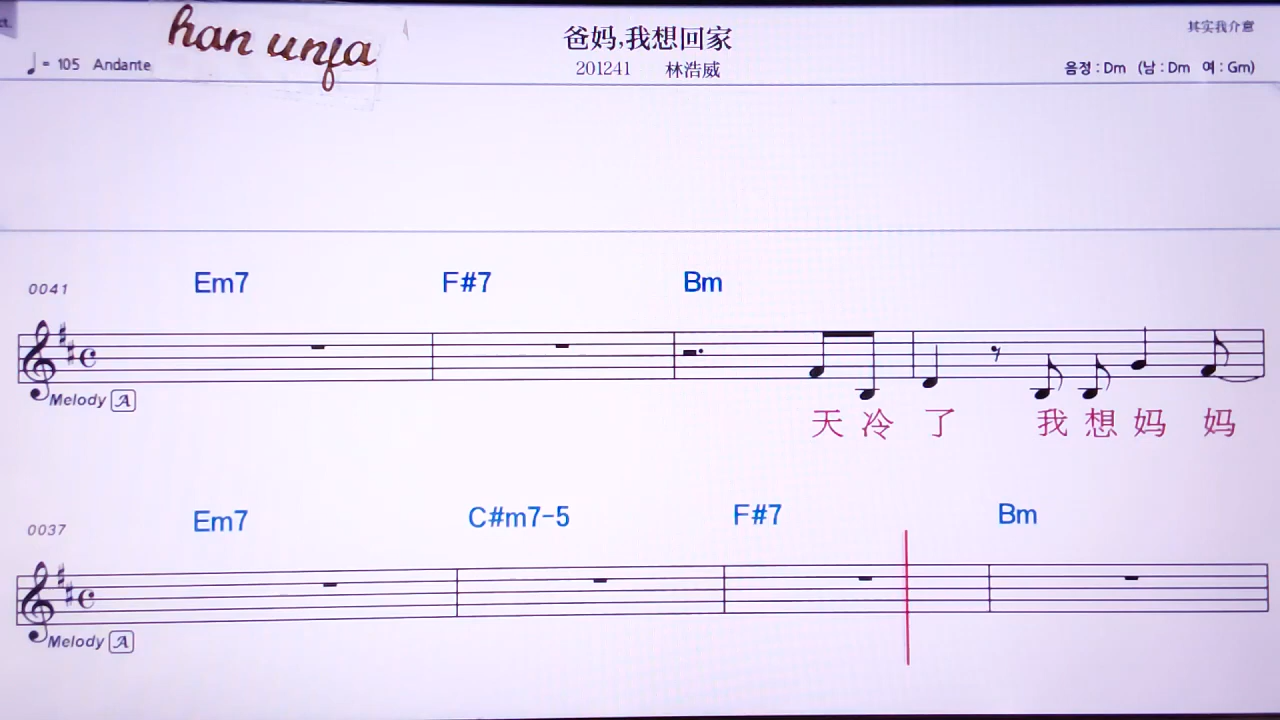 ct.
han unfa
爸妈,我想回家
其实我介意
♩= 105 Andante
201241 林浩威
음정 : Dm (남 : Dm 여 : Gm)
0041
Em7 F#7 Bm
Melody A
天 冷 了 我 想 妈 妈
0037
Em7 C#m7-5 F#7 Bm
Melody A